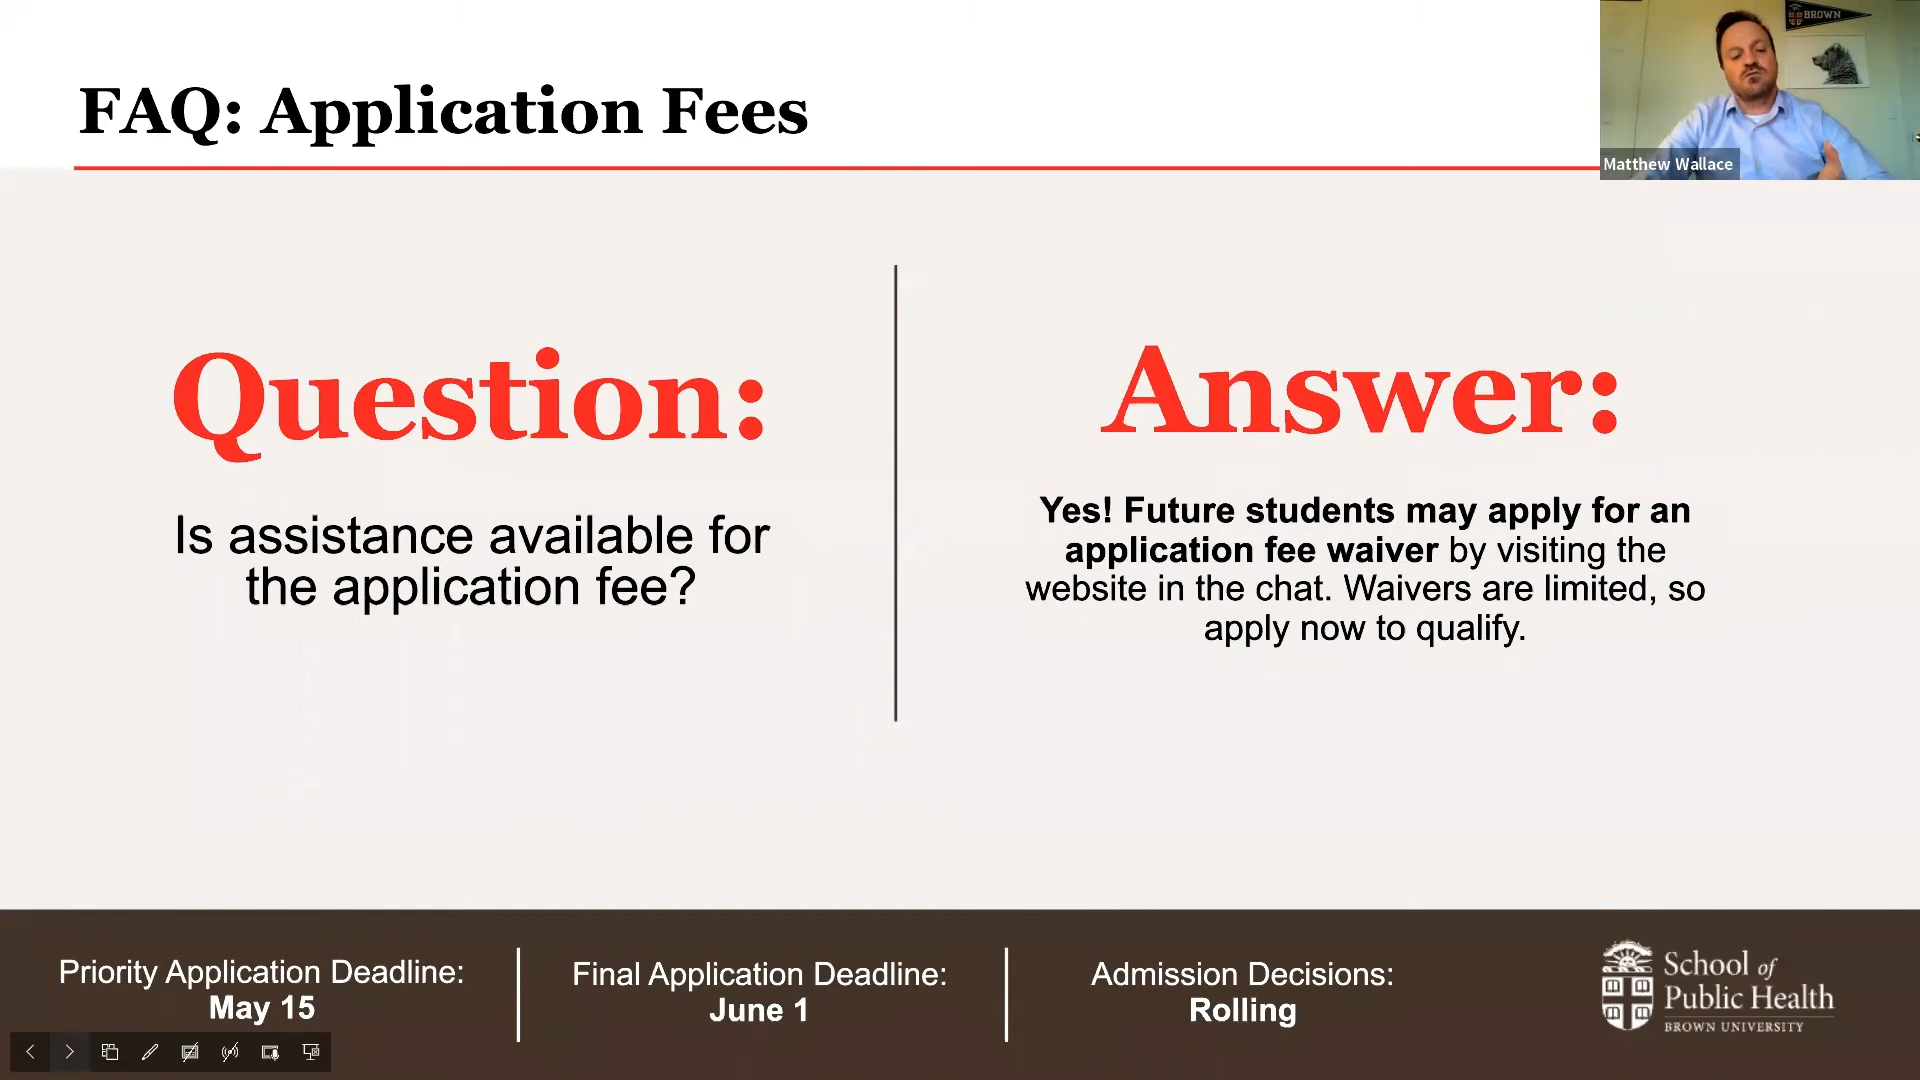 FAQ: Application Fees
BROWN
Matthew Wallace
Question:
Is assistance available for
the application fee?
Answer:
Yes! Future students may apply for an
application fee waiver by visiting the
website in the chat. Waivers are limited, so
apply now to qualify.
Priority Application Deadline:
May 15
Final Application Deadline:
June 1
Admission Decisions:
Rolling
School of
Public Health
BROWN UNIVERSITY